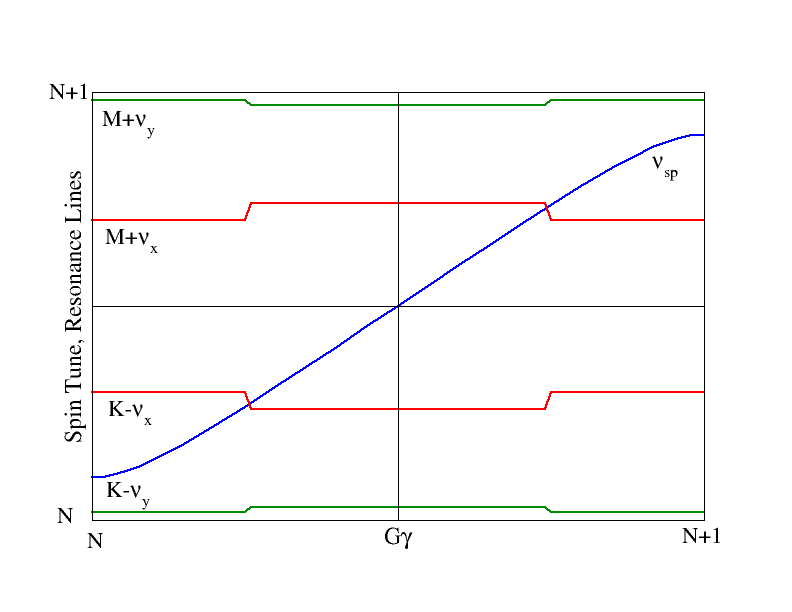 N+1
M+νy
νsp
M+νx
Spin Tune, Resonance Lines
K-νx
K-νy
N
N
Gγ
N+1